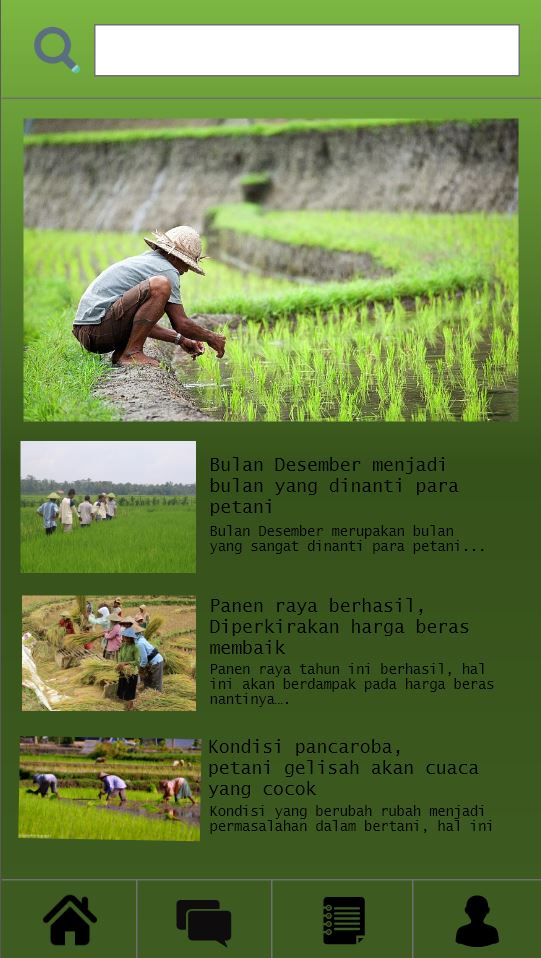 Bulan Desember menjadi
bulan yang dinanti para
petani
Bulan Desember merupakan bulan
yang sangat dinanti para petani...
Panen raya berhasil,
Diperkirakan harga beras
membaik
Panen raya tahun ini berhasil, hal
ini akan berdampak pada harga beras
nantinya….
Kondisi pancaroba,
petani gelisah akan cuaca
yang cocok
Kondisi yang berubah rubah menjadi
permasalahan dalam bertani, hal ini